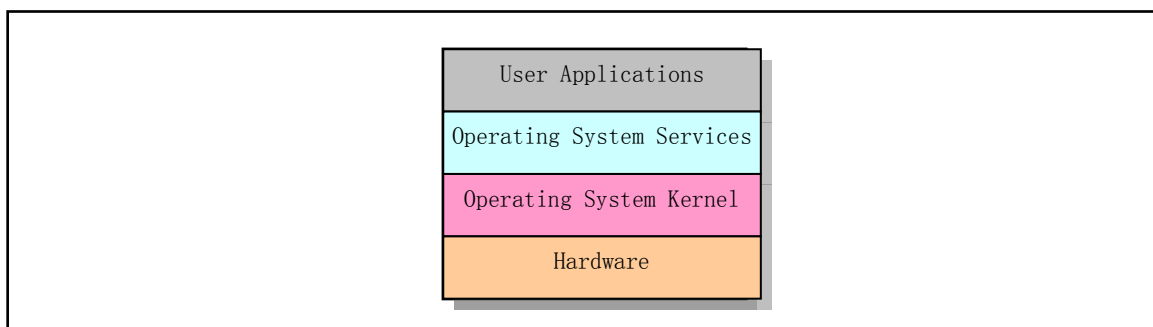 User Applications
Operating System Services
Operating System Kernel
Hardware